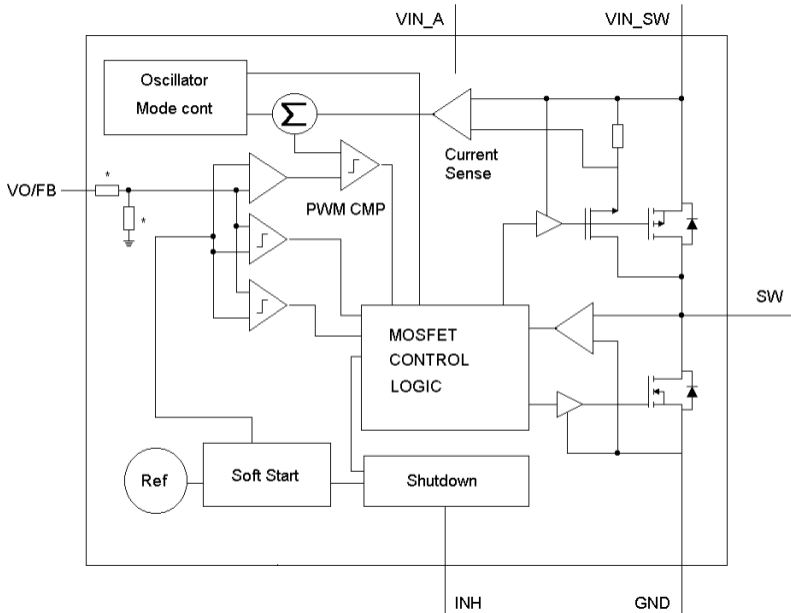 VIN_A
VIN_SW
Oscillator
Mode cont
Σ
Current
Sense
*
VO/FB
*
PWM CMP
SW
MOSFET
CONTROL
LOGIC
Ref
Soft Start
Shutdown
INH
GND